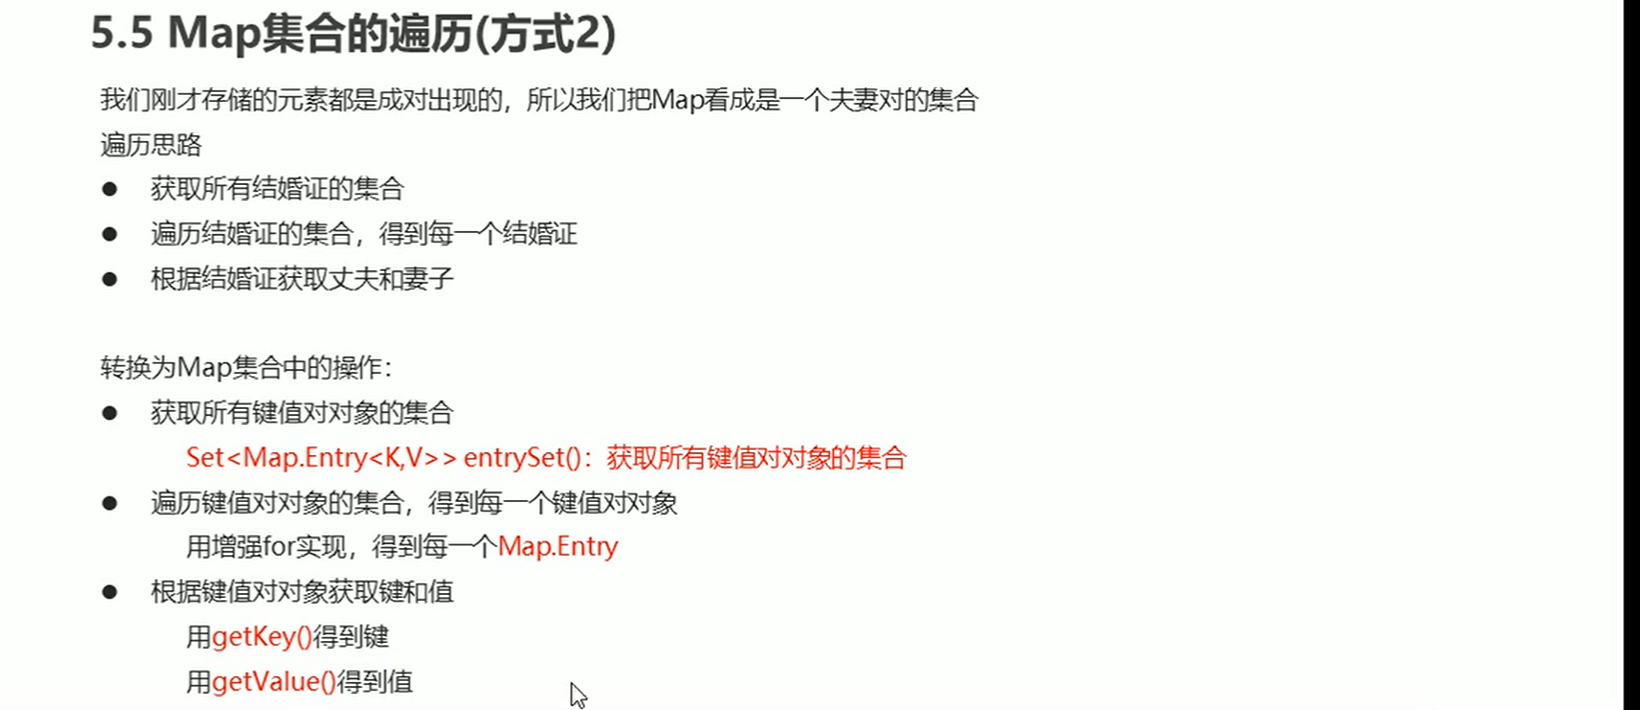 5.5 Map集合的遍历(方式2)
我们刚才存储的元素都是成对出现的，所以我们把Map看成是一个夫妻对的集合
遍历思路
● 获取所有结婚证的集合
● 遍历结婚证的集合，得到每一个结婚证
● 根据结婚证获取丈夫和妻子
转换为Map集合中的操作：
● 获取所有键值对对象的集合
Set<Map.Entry<K,V>> entrySet()：获取所有键值对对象的集合
● 遍历键值对对象的集合，得到每一个键值对对象
用增强for实现，得到每一个Map.Entry
● 根据键值对对象获取键和值
用getKey()得到键
用getValue()得到值